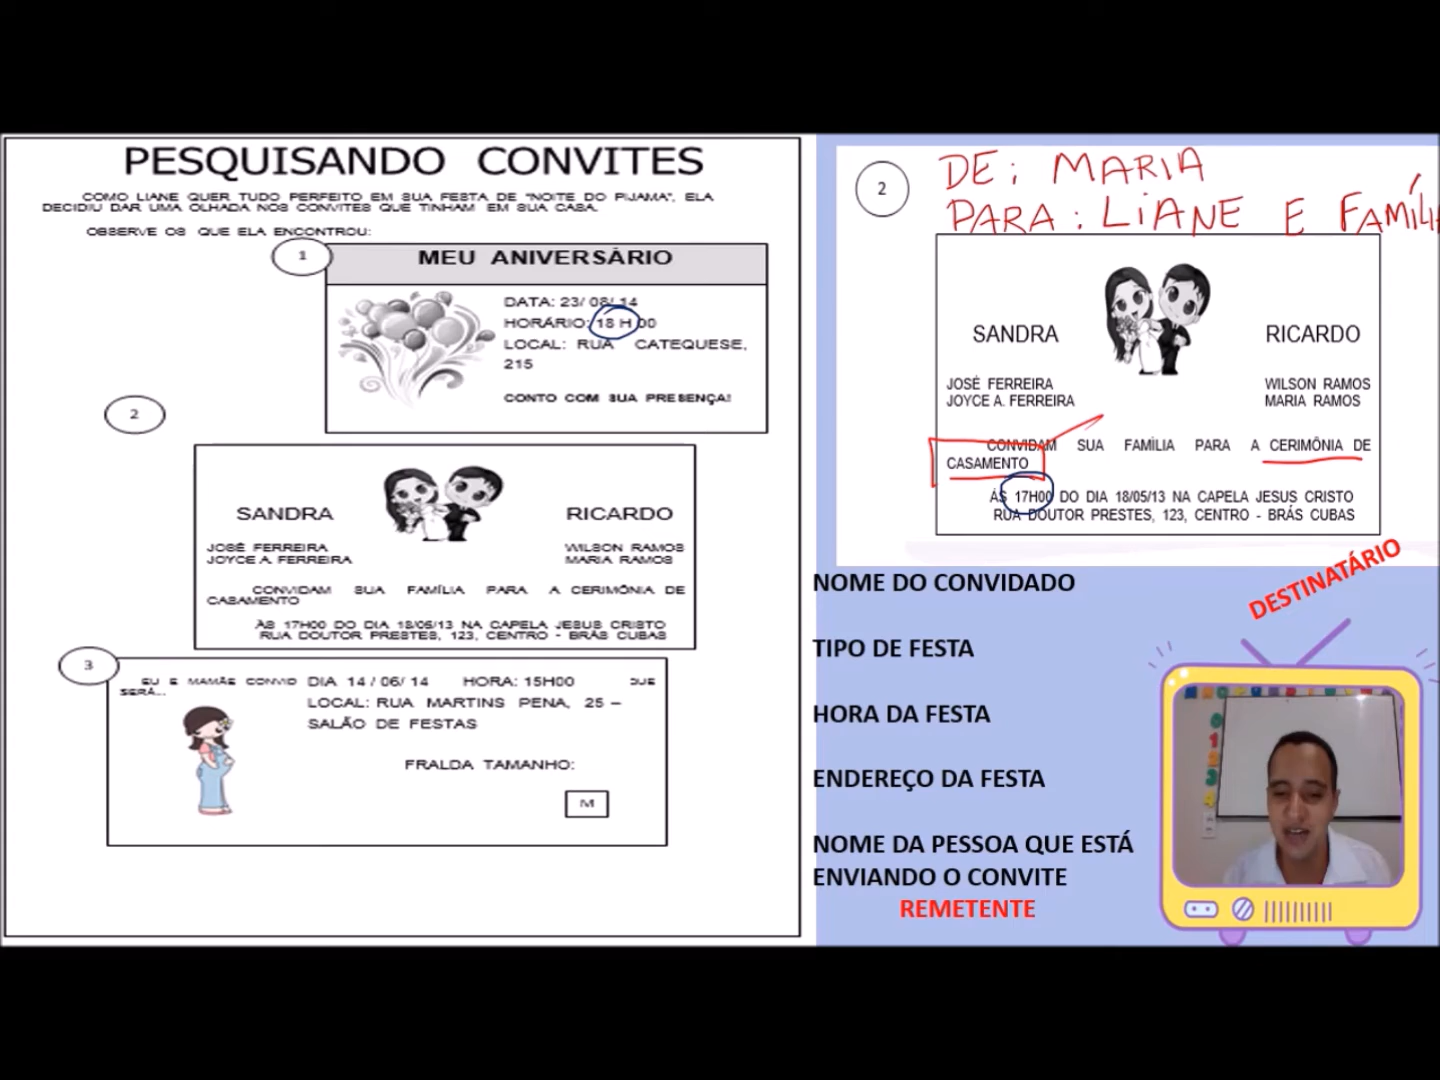 PESQUISANDO CONVITES
COMO LIANE QUER TUDO PERFEITO EM SUA FESTA DE "NOITE DO PIJAMA", ELA
DECIDIU DAR UMA OLHADA NOS CONVITES QUE TINHAM EM SUA CASA.
OBSERVE OS QUE ELA ENCONTROU:
1
MEU ANIVERSÁRIO
DATA: 23/ 08/ 14
HORÁRIO: 18 H 00
LOCAL: RUA CATEQUESE,
215
CONTO COM SUA PRESENÇA!
2
SANDRA RICARDO
JOSÉ FERREIRA WILSON RAMOS
JOYCE A. FERREIRA MARIA RAMOS
CONVIDAM SUA FAMÍLIA PARA A CERIMÔNIA DE
CASAMENTO
ÀS 17H00 DO DIA 18/05/13 NA CAPELA JESUS CRISTO
RUA DOUTOR PRESTES, 123, CENTRO - BRÁS CUBAS
3
EU E MAMÃE CONVID DIA 14 / 06/ 14 HORA: 15H00 QUE
SERÁ...
LOCAL: RUA MARTINS PENA, 25 –
SALÃO DE FESTAS
FRALDA TAMANHO:
M
2
DE: MARIA
PARA: LIANE E FAMÍLIA
SANDRA RICARDO
JOSÉ FERREIRA WILSON RAMOS
JOYCE A. FERREIRA MARIA RAMOS
CONVIDAM SUA FAMÍLIA PARA A CERIMÔNIA DE
CASAMENTO
ÀS 17H00 DO DIA 18/05/13 NA CAPELA JESUS CRISTO
RUA DOUTOR PRESTES, 123, CENTRO - BRÁS CUBAS
NOME DO CONVIDADO
DESTINATÁRIO
TIPO DE FESTA
HORA DA FESTA
ENDEREÇO DA FESTA
NOME DA PESSOA QUE ESTÁ
ENVIANDO O CONVITE
REMETENTE